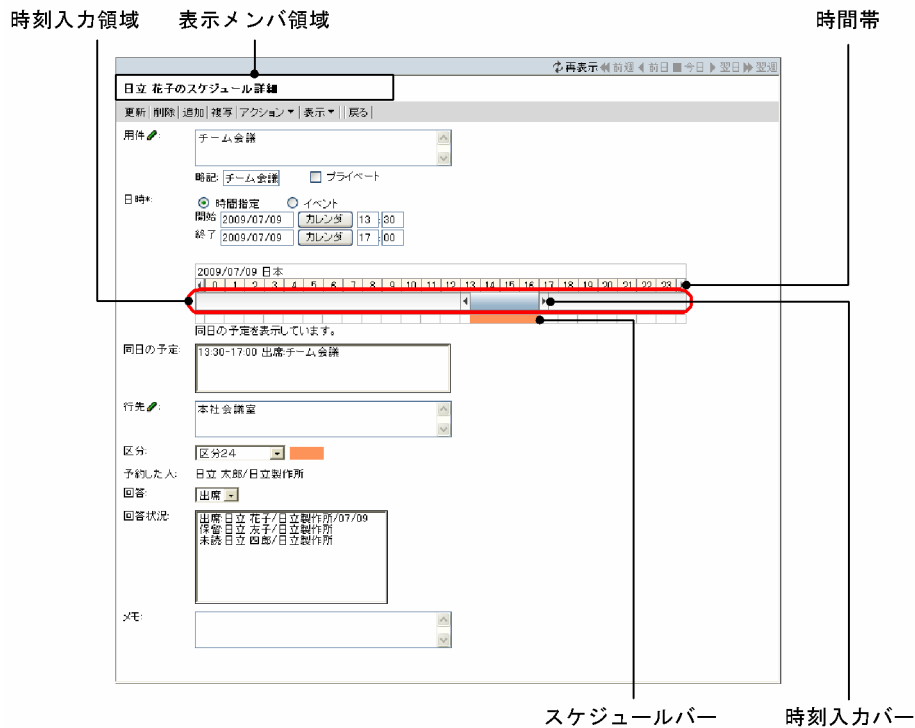 時刻入力領域 表示メンバ領域 時間帯
再表示 前週 前日 今日 翌日 翌週
日立 花子のスケジュール詳細
更新 | 削除 | 追加 | 複写 | アクション▼ | 表示▼ | | 戻る |
用件: チーム会議
略記: チーム会議 プライベート
日時*: 時間指定 イベント
開始 2009/07/09 カレンダ 13 : 30
終了 2009/07/09 カレンダ 17 : 00
2009/07/09 日本
0 1 2 3 4 5 6 7 8 9 10 11 12 13 14 15 16 17 18 19 20 21 22 23
同日の予定を表示しています。
同日の予定: 13:30-17:00 出席:チーム会議
行先: 本社会議室
区分: 区分24
予約した人: 日立 太郎/日立製作所
回答: 出席
回答状況: 出席:日立 花子/日立製作所/07/09
保留:日立 友子/日立製作所
未読:日立 四郎/日立製作所
メモ:
スケジュールバー 時刻入力バー